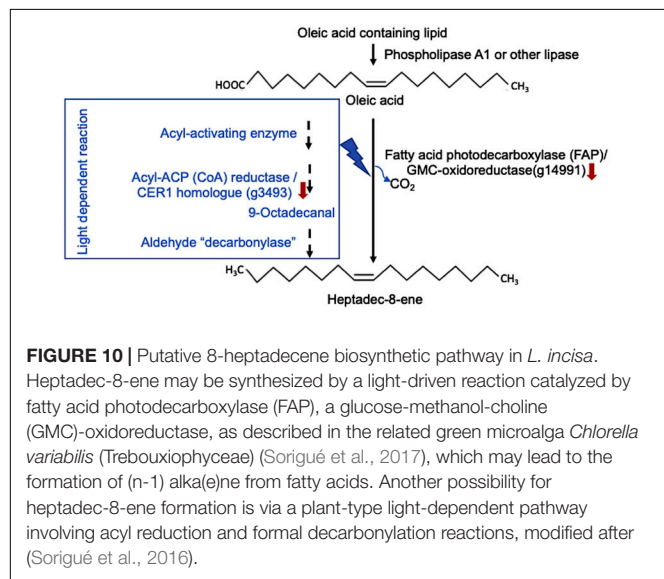 Oleic acid containing lipid
Phospholipase A1 or other lipase
HOOC
CH3
Oleic acid
Light dependent reaction
Acyl-activating enzyme
Acyl-ACP (CoA) reductase /
CER1 homologue (g3493)
9-Octadecanal
Aldehyde "decarbonylase"
Fatty acid photodecarboxylase (FAP)/
GMC-oxidoreductase(g14991)
CO2
H3C
CH3
Heptadec-8-ene
FIGURE 10 | Putative 8-heptadecene biosynthetic pathway in L. incisa.
Heptadec-8-ene may be synthesized by a light-driven reaction catalyzed by
fatty acid photodecarboxylase (FAP), a glucose-methanol-choline
(GMC)-oxidoreductase, as described in the related green microalga Chlorella
variabilis (Trebouxiophyceae) (Sorigué et al., 2017), which may lead to the
formation of (n-1) alka(e)ne from fatty acids. Another possibility for
heptadec-8-ene formation is via a plant-type light-dependent pathway
involving acyl reduction and formal decarbonylation reactions, modified after
(Sorigué et al., 2016).